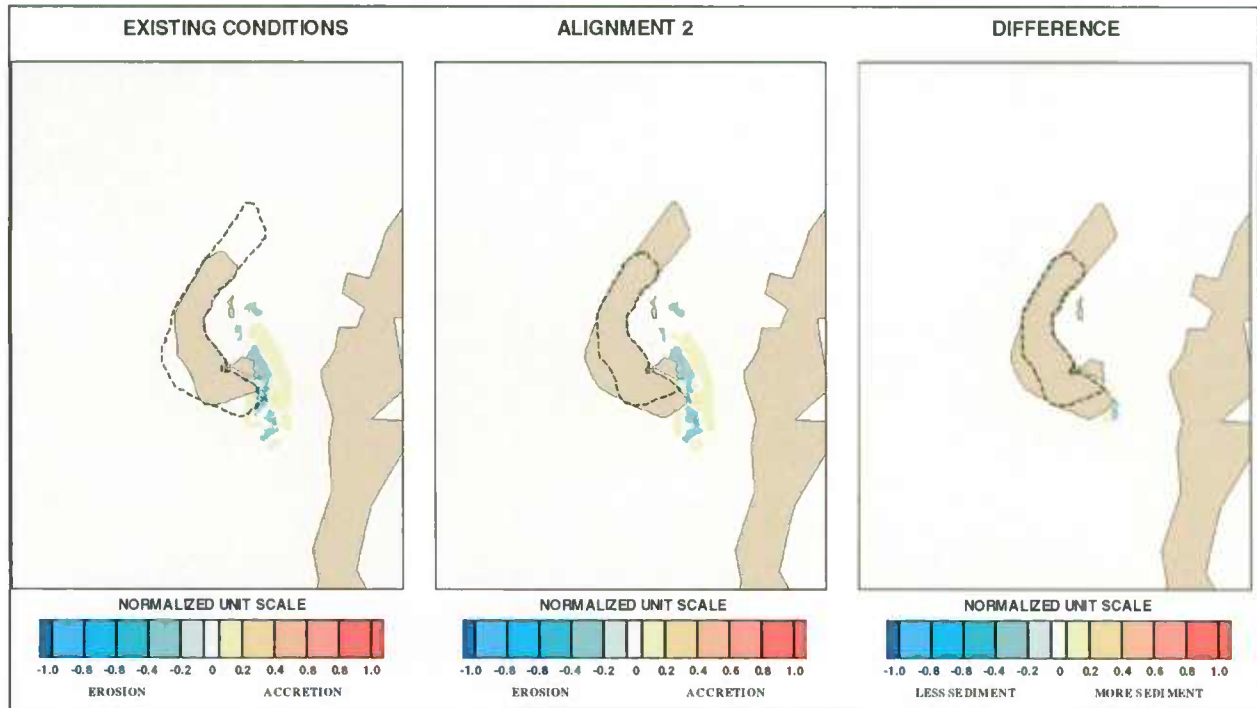 EXISTING CONDITIONS
ALIGNMENT 2
DIFFERENCE
NORMALIZED UNIT SCALE
-1.0 -0.8 -0.8 -0.4 -0.2 0 0.2 0.4 0.6 0.8 1.0
EROSION ACCRETION
NORMALIZED UNIT SCALE
-1.0 -0.8 -0.6 -0.4 -0.2 0 0.2 0.4 0.6 0.8 1.0
EROSION ACCRETION
NORMALIZED UNIT SCALE
-1.0 -0.8 -0.6 -0.4 -0.2 0 0.2 0.4 0.6 0.8 1.0
LESS SEDIMENT MORE SEDIMENT